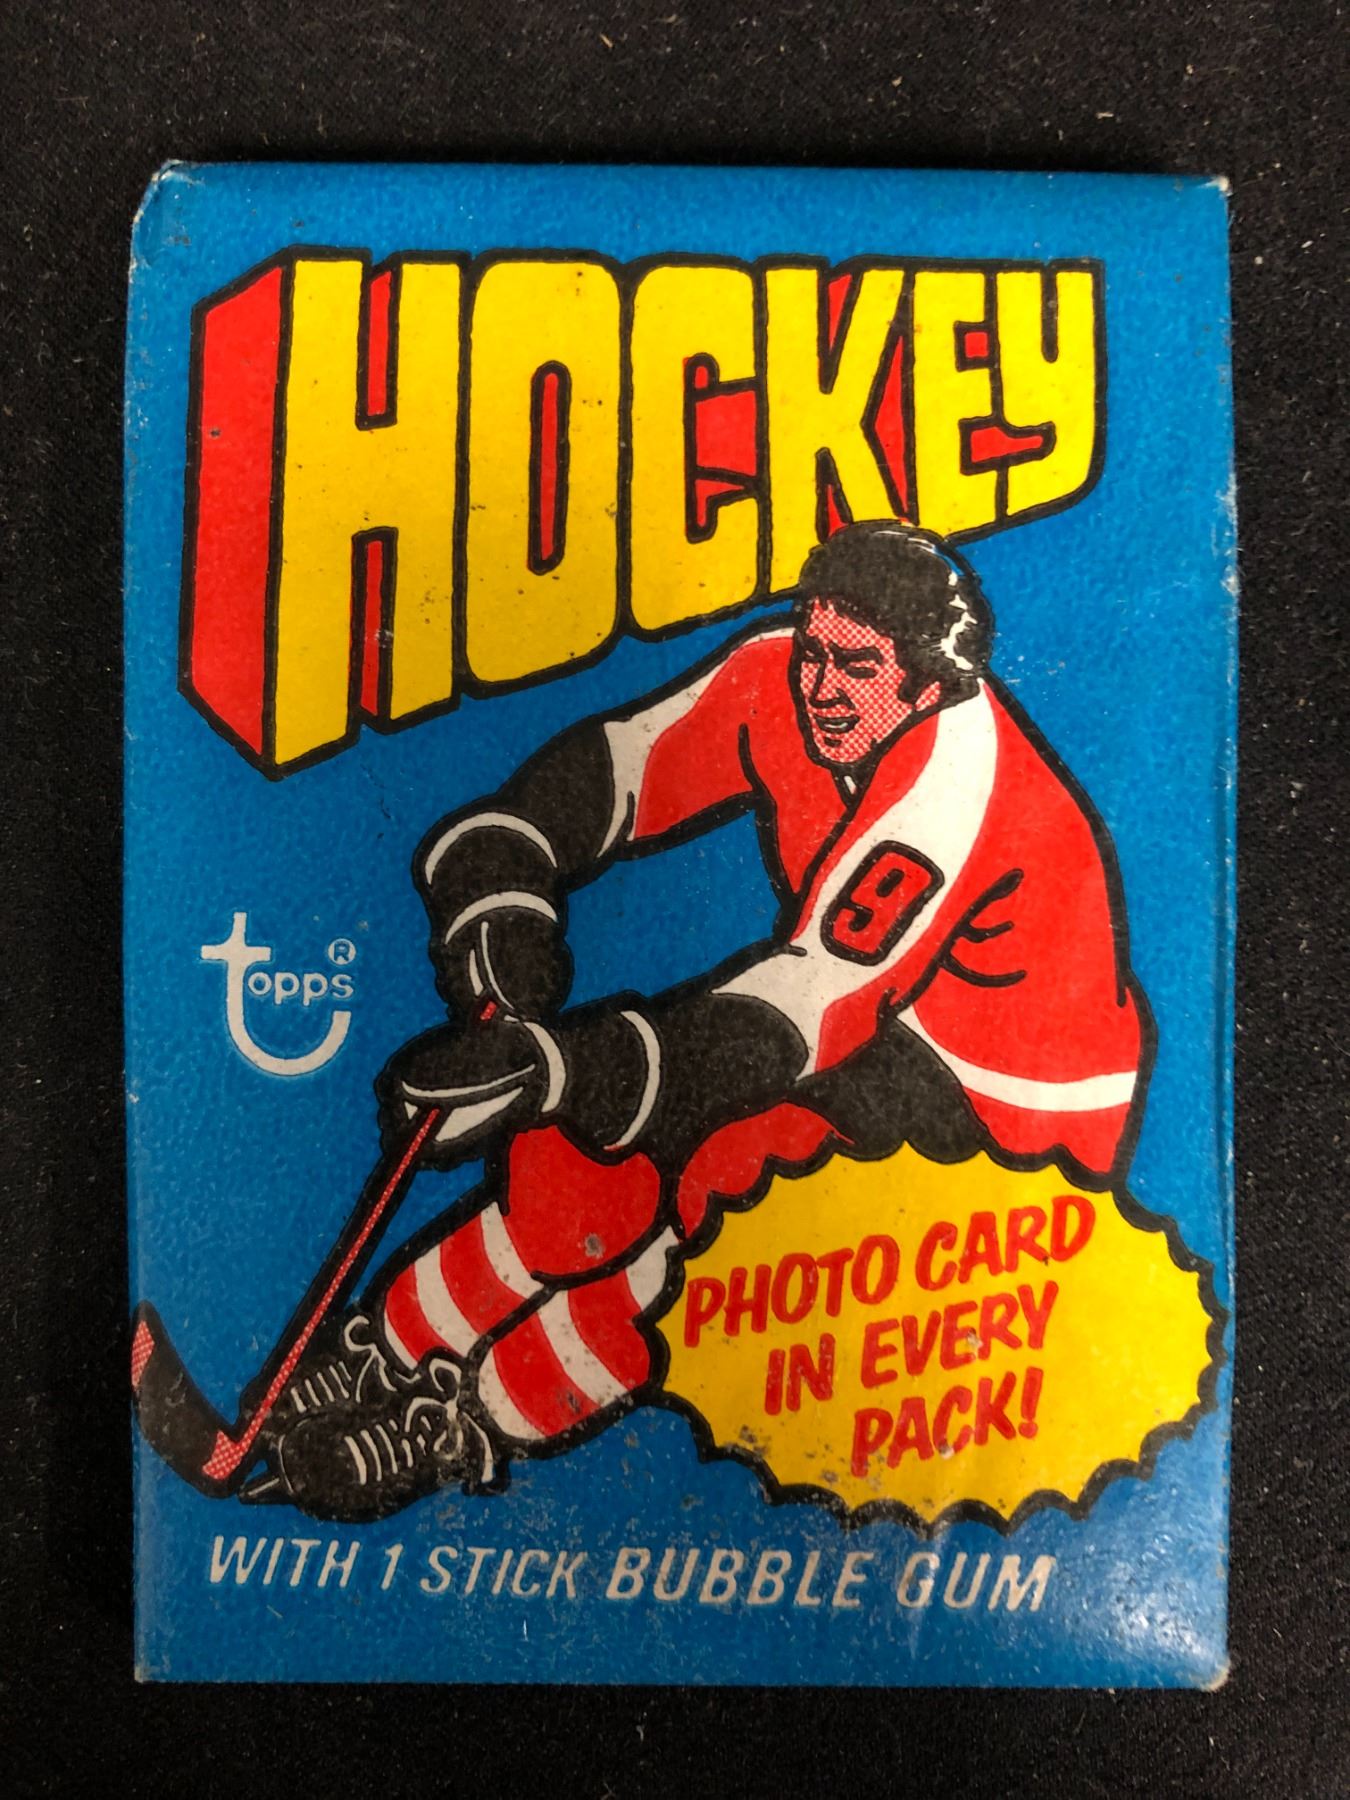 HOCKEY
9
topps®
PHOTO CARD
IN EVERY
PACK!
WITH 1 STICK BUBBLE GUM